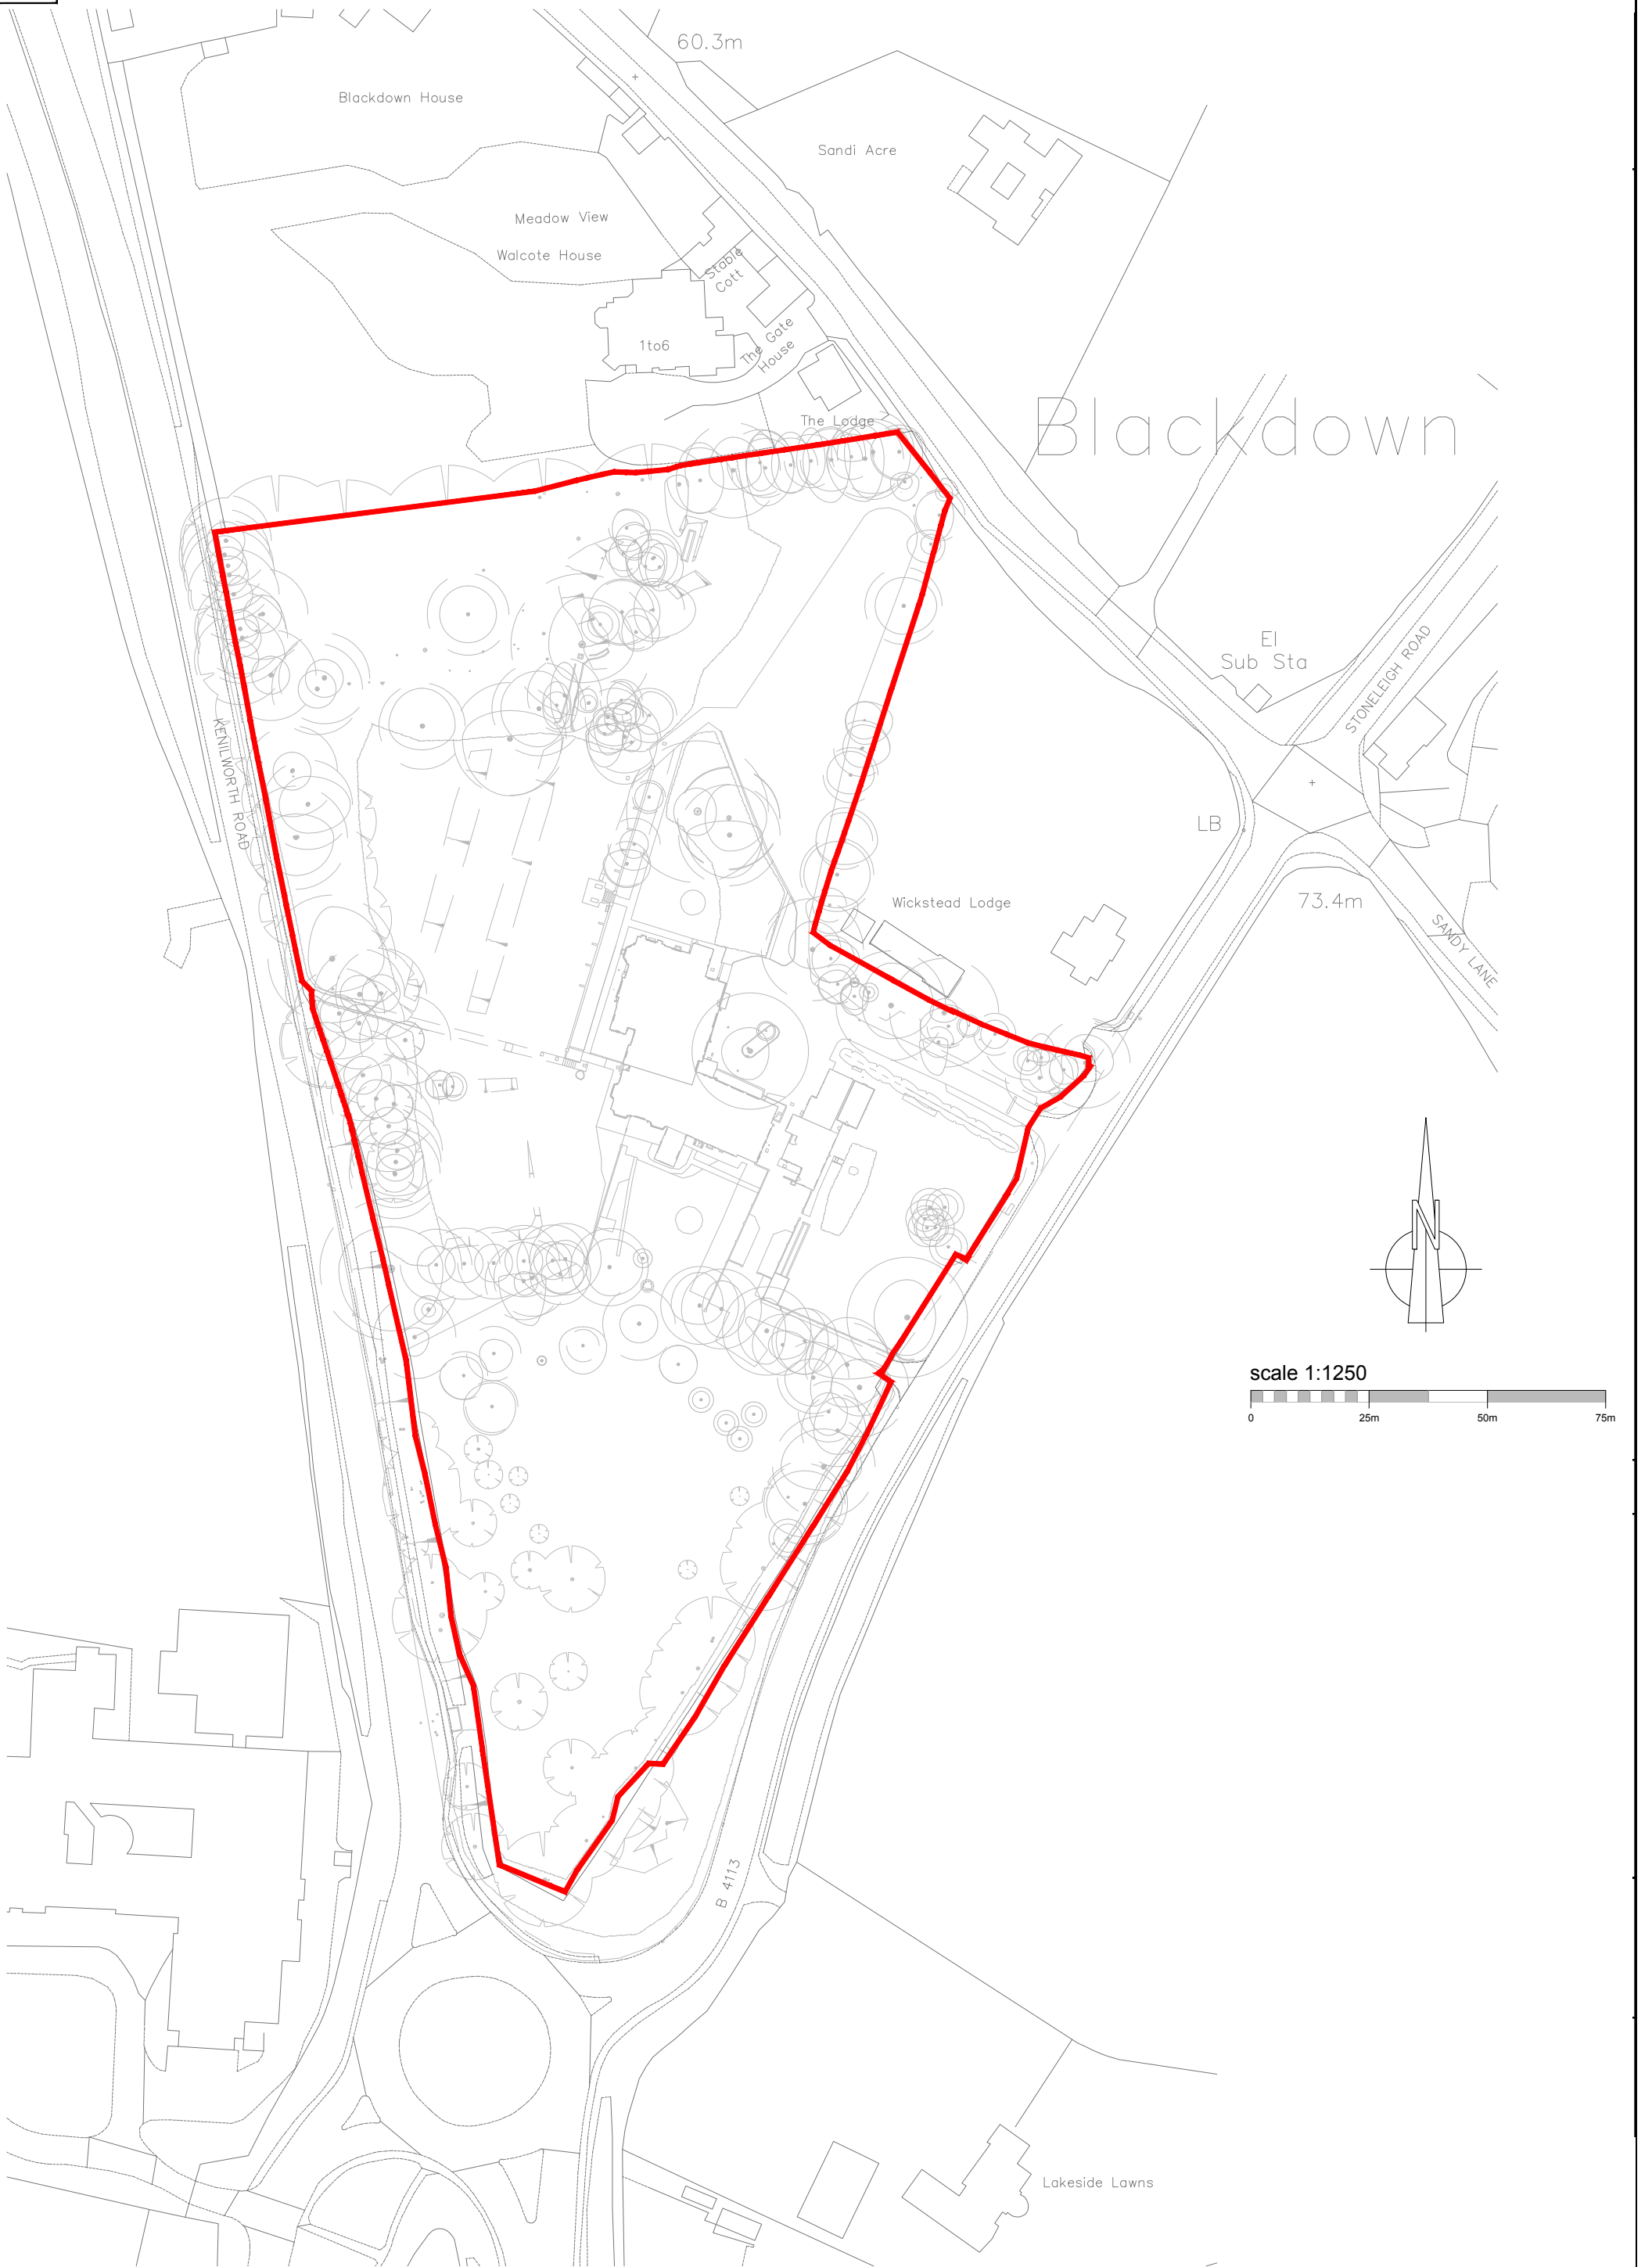 60.3m
Blackdown House
Sandi Acre
Meadow View
Walcote House
Stable
Cott
1to6
The Gate
House
The Lodge
Blackdown
El
Sub Sta
STONELEIGH ROAD
KENILWORTH ROAD
LB
Wickstead Lodge
73.4m
SANDY LANE
N
scale 1:1250
0 25m 50m 75m
B 4113
Lakeside Lawns